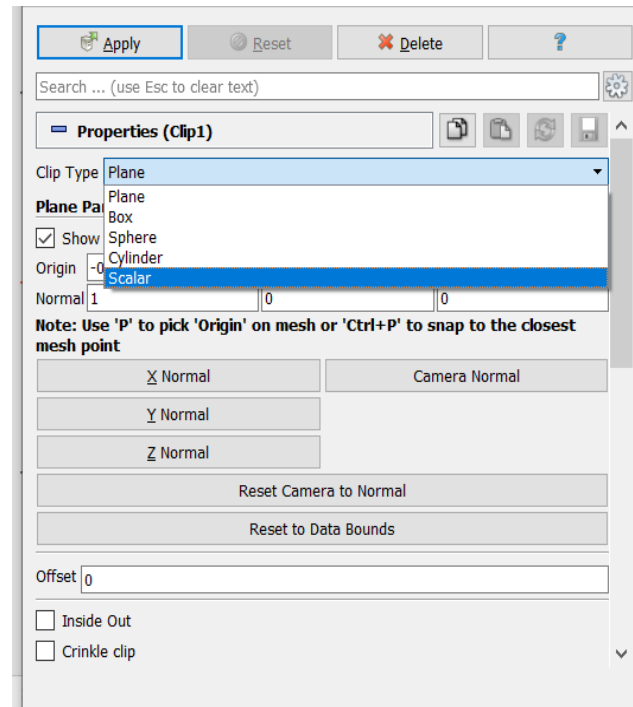 Apply Reset Delete ?
Search ... (use Esc to clear text)
Properties (Clip1)
Clip Type Plane
Plane
Plane Pa
Box
Show Sphere
Cylinder
Origin -0
Scalar
Normal 1 0 0
Note: Use 'P' to pick 'Origin' on mesh or 'Ctrl+P' to snap to the closest
mesh point
X Normal Camera Normal
Y Normal
Z Normal
Reset Camera to Normal
Reset to Data Bounds
Offset 0
Inside Out
Crinkle clip